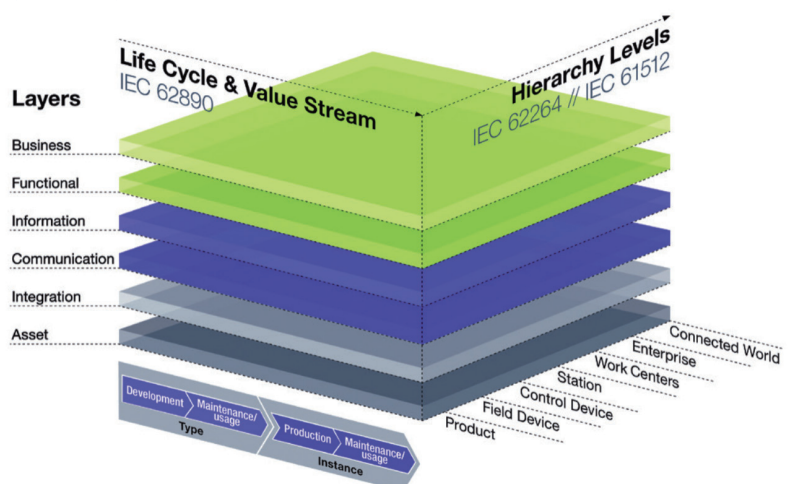 Life Cycle & Value Stream
IEC 62890
Hierarchy Levels
IEC 62264 // IEC 61512
Layers
Business
Functional
Information
Communication
Integration
Asset
Development
Maintenance/
usage
Type
Production
Maintenance/
usage
Instance
Connected World
Enterprise
Work Centers
Station
Control Device
Field Device
Product